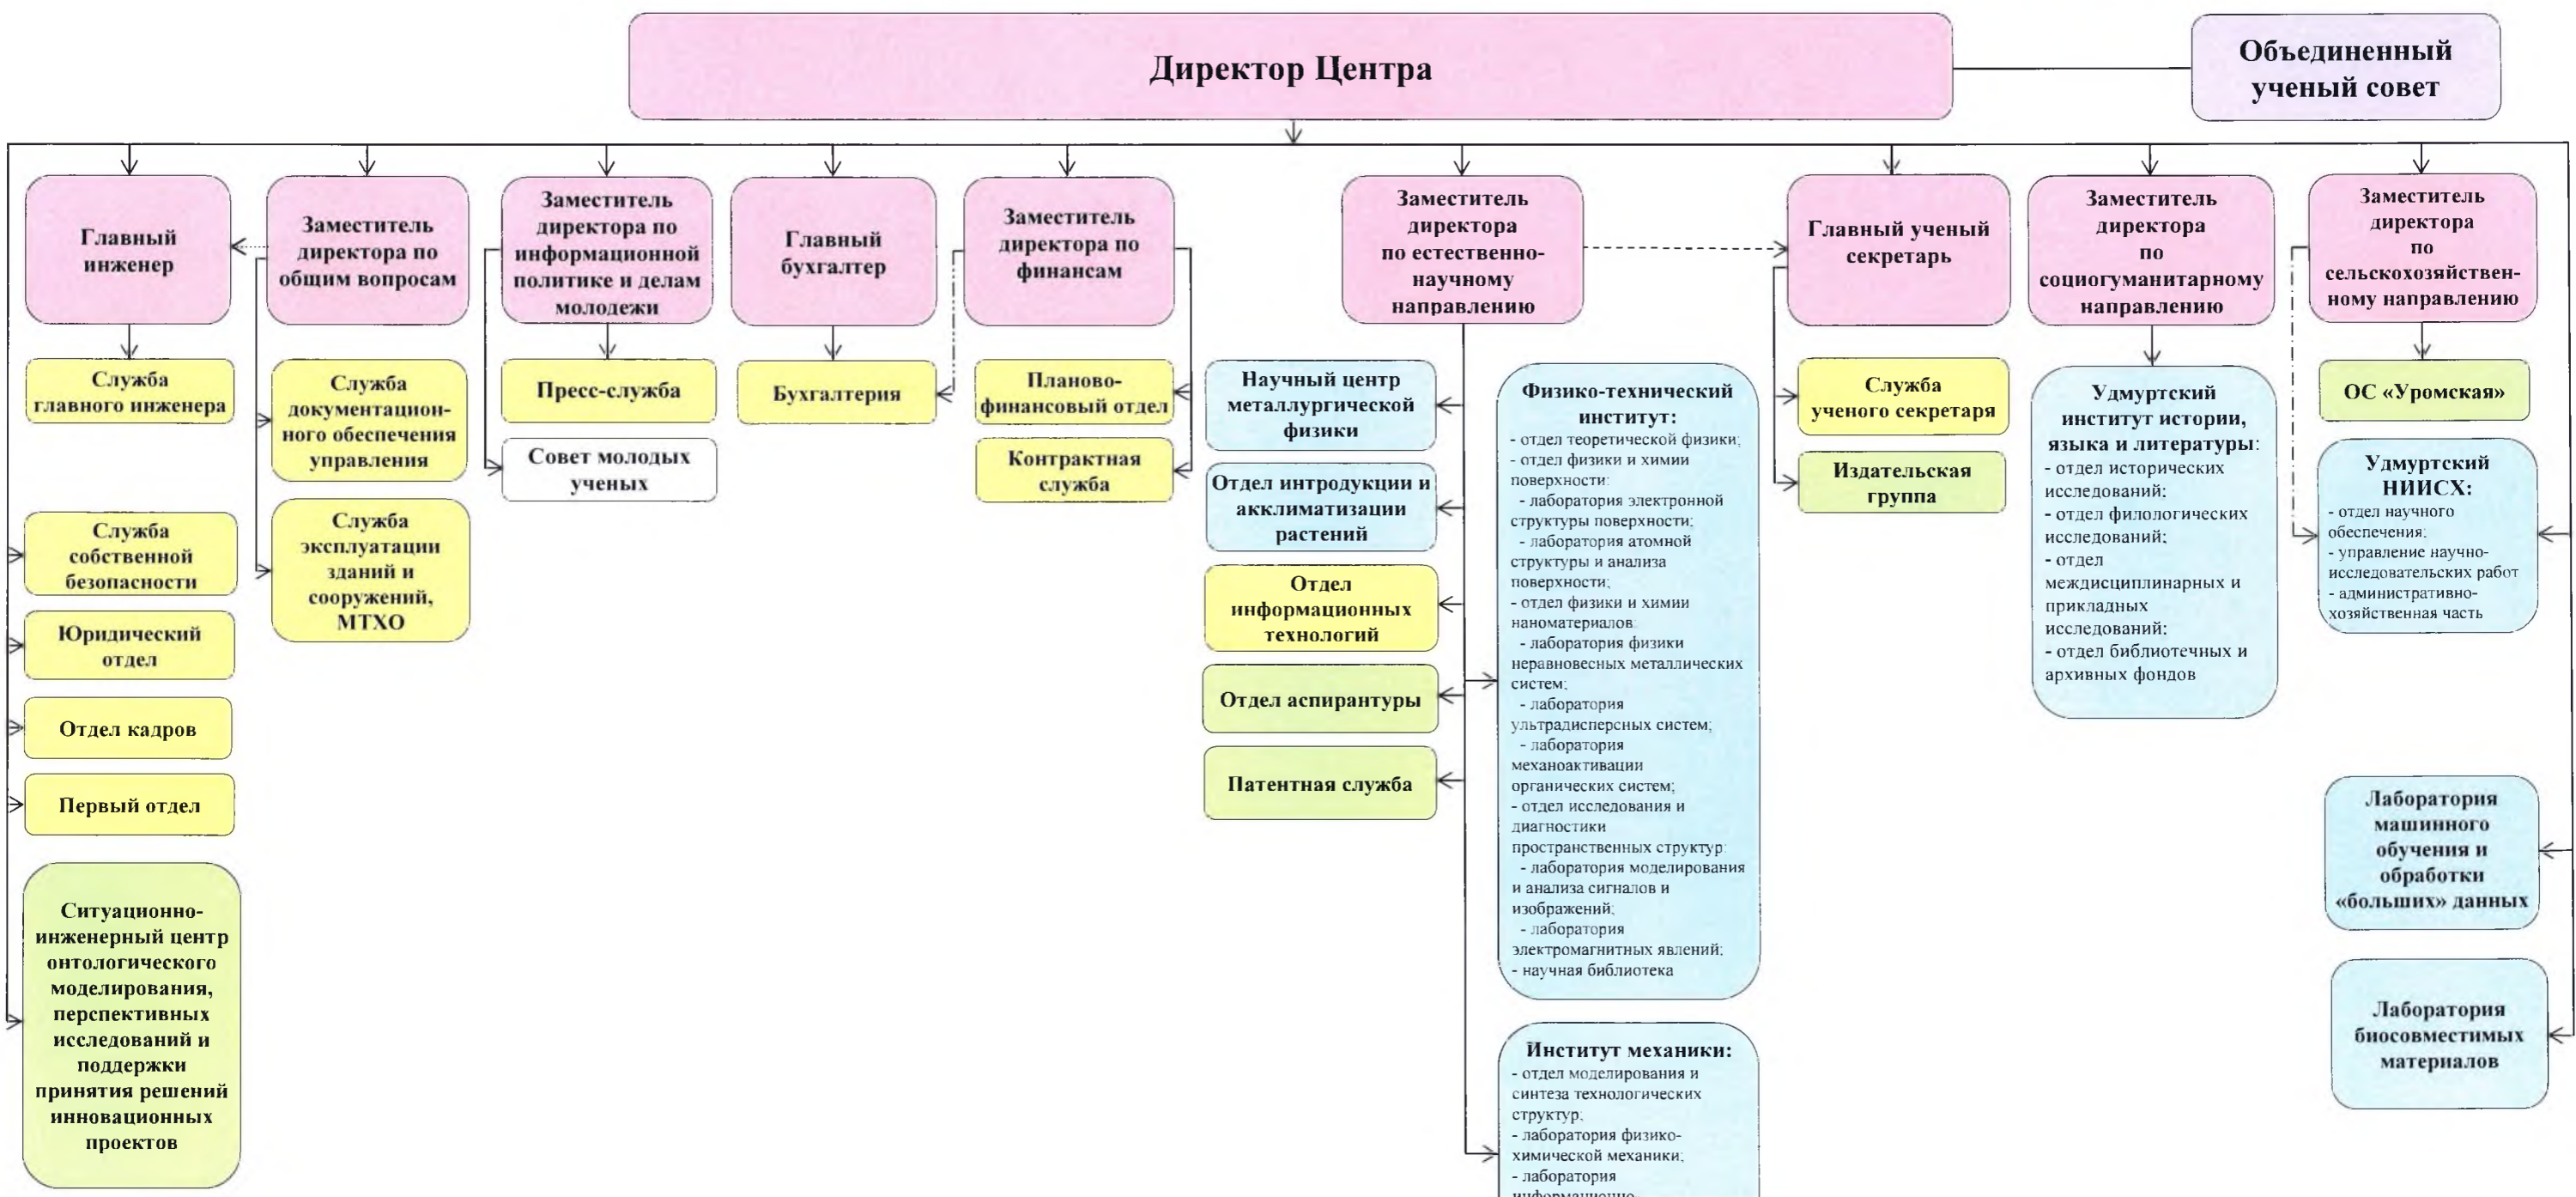 Директор Центра
Объединенный
ученый совет
Главный
инженер
Заместитель
директора по
общим вопросам
Заместитель
директора по
информационной
политике и делам
молодежи
Главный
бухгалтер
Заместитель
директора по
финансам
Заместитель
директора
по естественно-
научному
направлению
Главный ученый
секретарь
Заместитель
директора
по
социогуманитарному
направлению
Заместитель
директора
по
сельскохозяйствен-
ному направлению
Служба
главного инженера
Служба
собственной
безопасности
Юридический
отдел
Отдел кадров
Первый отдел
Ситуационно-
инженерный центр
онтологического
моделирования,
перспективных
исследований и
поддержки
принятия решений
инновационных
проектов
Служба
документацион-
ного обеспечения
управления
Служба
эксплуатации
зданий и
сооружений,
МТХО
Пресс-служба
Совет молодых
ученых
Бухгалтерия
Планово-
финансовый отдел
Контрактная
служба
Научный центр
металлургической
физики
Отдел интродукции и
акклиматизации
растений
Отдел
информационных
технологий
Отдел аспирантуры
Патентная служба
Физико-технический
институт:
- отдел теоретической физики;
- отдел физики и химии
поверхности:
- лаборатория электронной
структуры поверхности;
- лаборатория атомной
структуры и анализа
поверхности;
- отдел физики и химии
наноматериалов:
- лаборатория физики
неравновесных металлических
систем;
- лаборатория
ультрадисперсных систем;
- лаборатория
механоактивации
органических систем;
- отдел исследования и
диагностики
пространственных структур:
- лаборатория моделирования
и анализа сигналов и
изображений;
- лаборатория
электромагнитных явлений;
- научная библиотека
Институт механики:
- отдел моделирования и
синтеза технологических
структур;
- лаборатория физико-
химической механики;
- лаборатория
информационно-
Служба
ученого секретаря
Издательская
группа
Удмуртский
институт истории,
языка и литературы:
- отдел исторических
исследований;
- отдел филологических
исследований;
- отдел
междисциплинарных и
прикладных
исследований;
- отдел библиотечных и
архивных фондов
ОС «Уромская»
Удмуртский
НИИСХ:
- отдел научного
обеспечения;
- управление научно-
исследовательских работ
- административно-
хозяйственная часть
Лаборатория
машинного
обучения и
обработки
«больших» данных
Лаборатория
биосовместимых
материалов